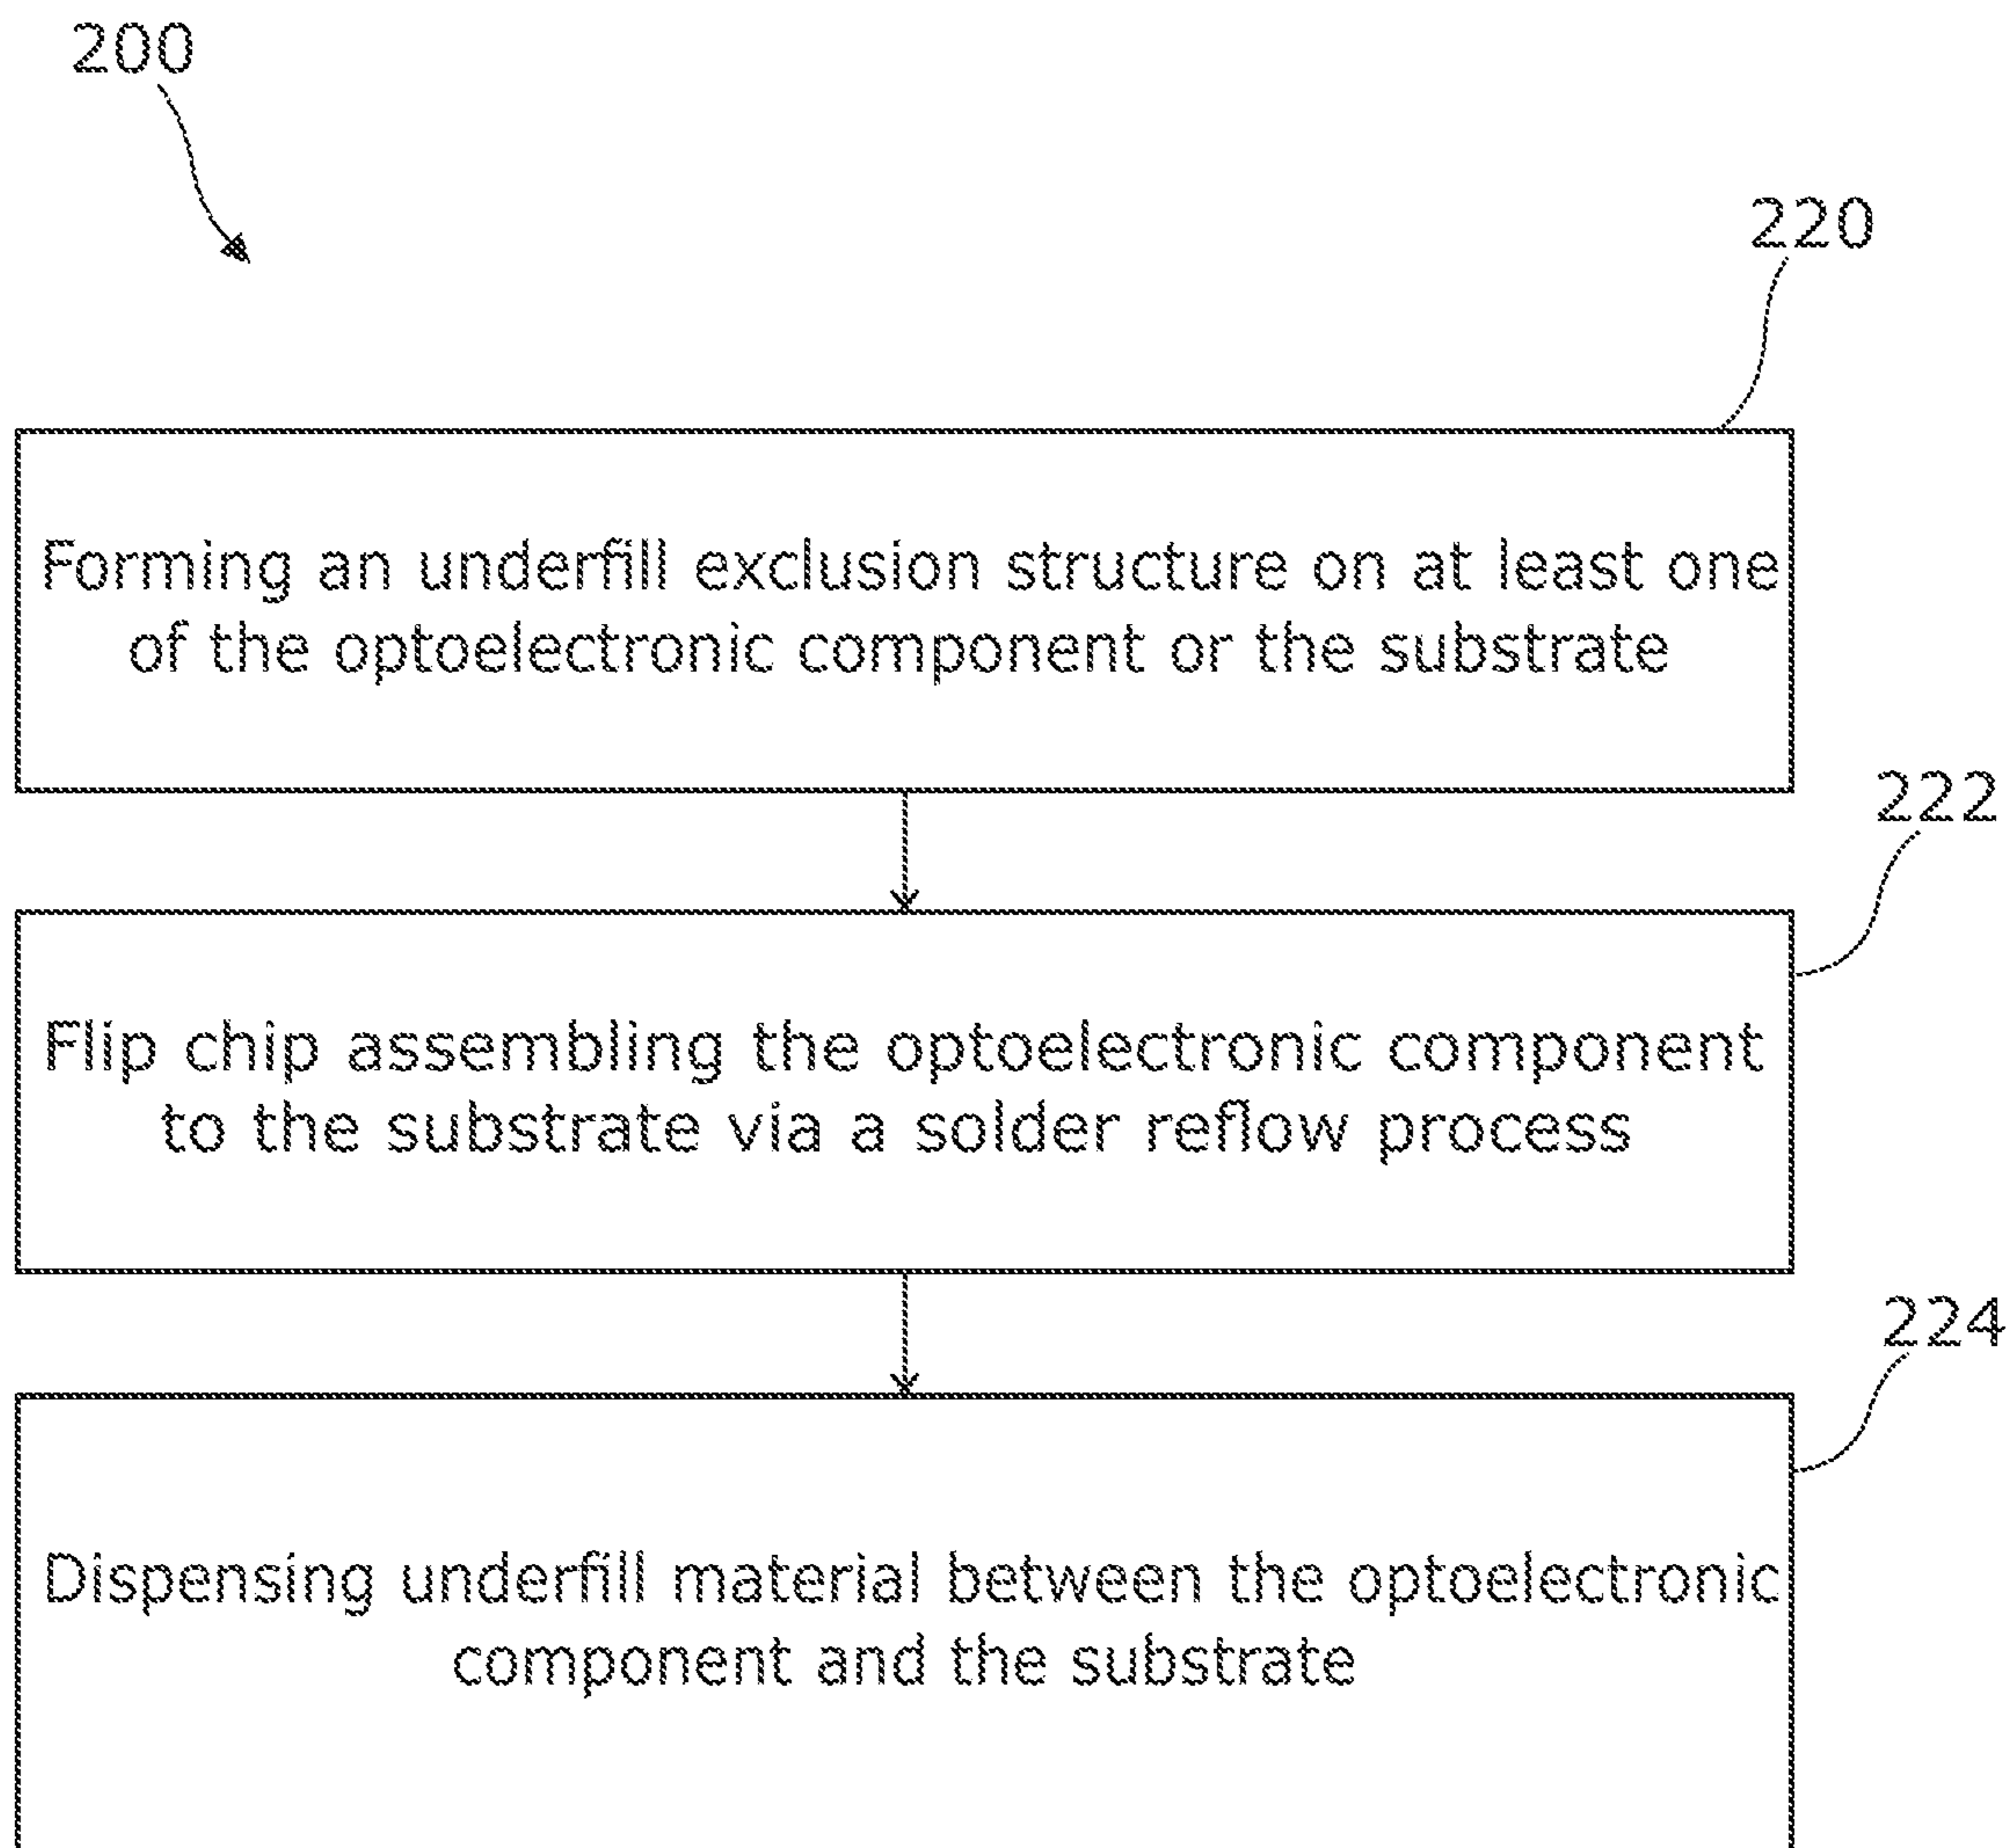 200
220
Forming an underfill exclusion structure on at least one
of the optoelectronic component or the substrate
222
Flip chip assembling the optoelectronic component
to the substrate via a solder reflow process
224
Dispensing underfill material between the optoelectronic
component and the substrate